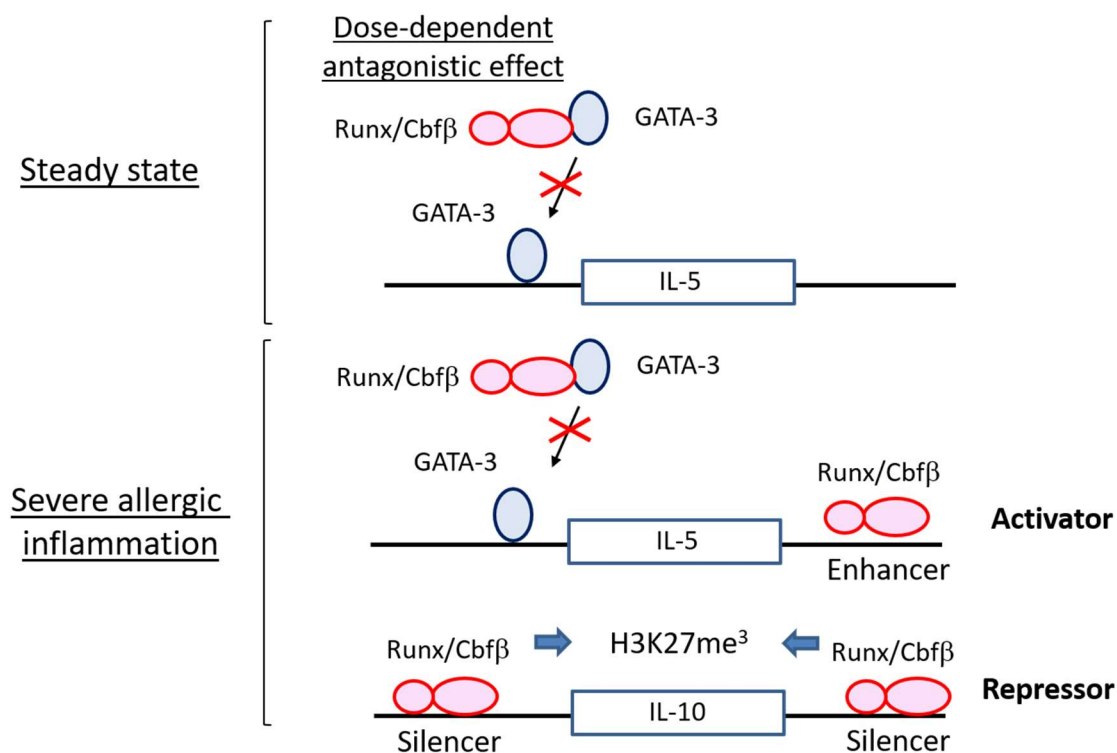 Dose-dependent
antagonistic effect
Runx/Cbfβ
GATA-3
Steady state
GATA-3
IL-5
Runx/Cbfβ
GATA-3
GATA-3
Runx/Cbfβ
Severe allergic
inflammation
Activator
IL-5
Enhancer
Runx/Cbfβ
H3K27me³
Runx/Cbfβ
Repressor
IL-10
Silencer
Silencer